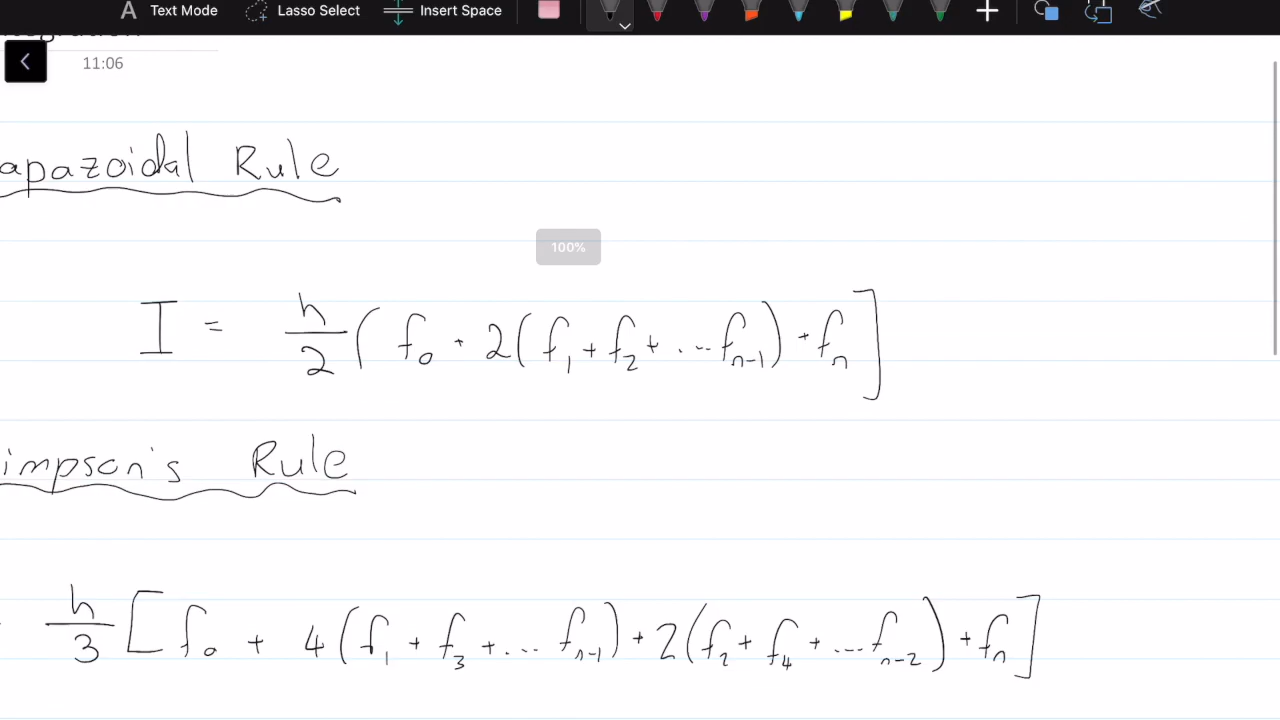 Text Mode Lasso Select Insert Space
11:06
apazoidal Rule
100%
I = h/2 ( f₀ + 2(f₁ + f₂ + ... fₙ₋₁) + fₙ ]
impson's Rule
h/3 [ f₀ + 4(f₁ + f₃ + ... fₙ₋₁) + 2(f₂ + f₄ + ... fₙ₋₂) + fₙ ]